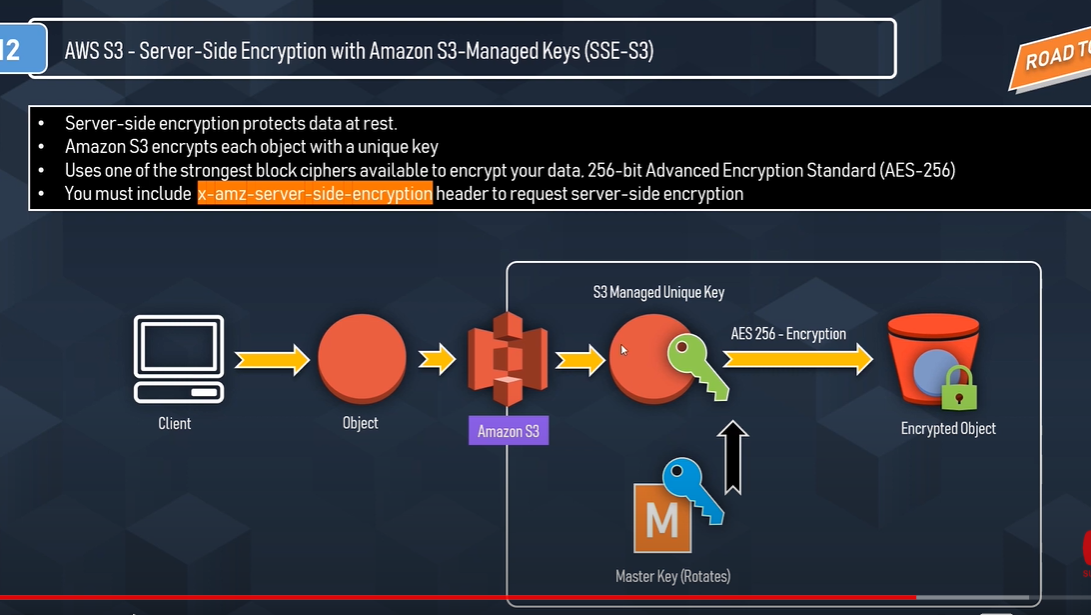 12
AWS S3 - Server-Side Encryption with Amazon S3-Managed Keys (SSE-S3)
ROAD TO
• Server-side encryption protects data at rest.
• Amazon S3 encrypts each object with a unique key
• Uses one of the strongest block ciphers available to encrypt your data, 256-bit Advanced Encryption Standard (AES-256)
• You must include x-amz-server-side-encryption header to request server-side encryption
S3 Managed Unique Key
AES 256 - Encryption
Client
Object
Amazon S3
Encrypted Object
M
Master Key (Rotates)